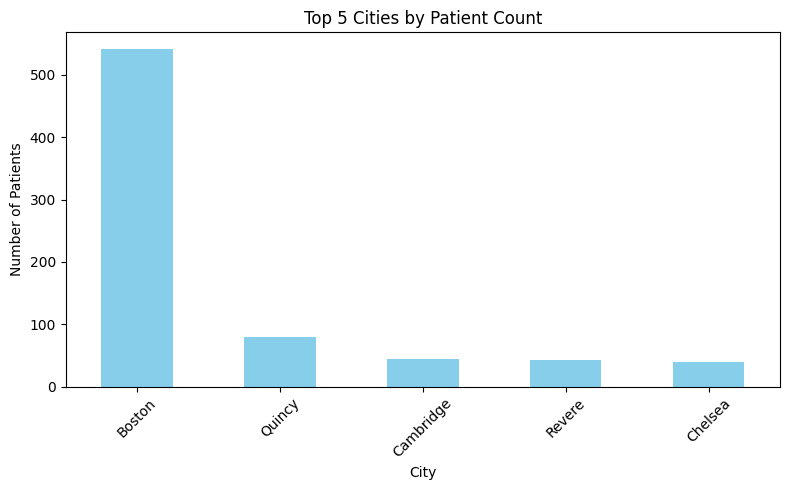 Top 5 Cities by Patient Count
Number of Patients
500
400
300
200
100
0
Boston
Quincy
Cambridge
Revere
Chelsea
City